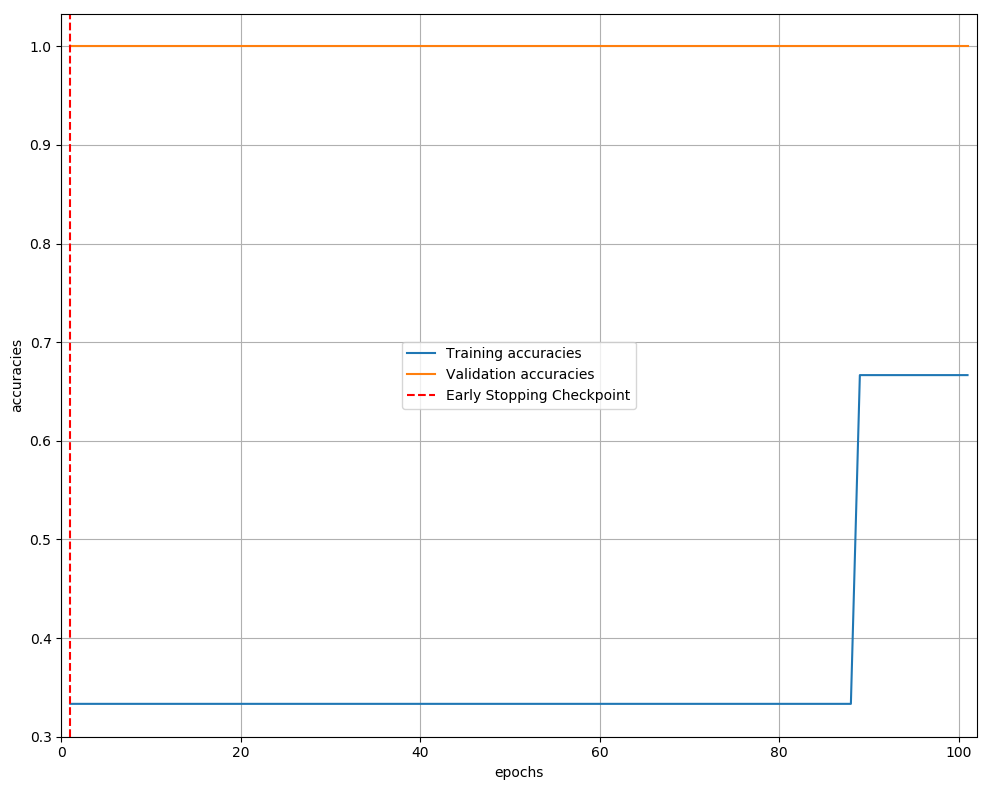 1.0
0.9
0.8
0.7
0.6
0.5
0.4
0.3
accuracies
Training accuracies
Validation accuracies
Early Stopping Checkpoint
0 20 40 60 80 100
epochs